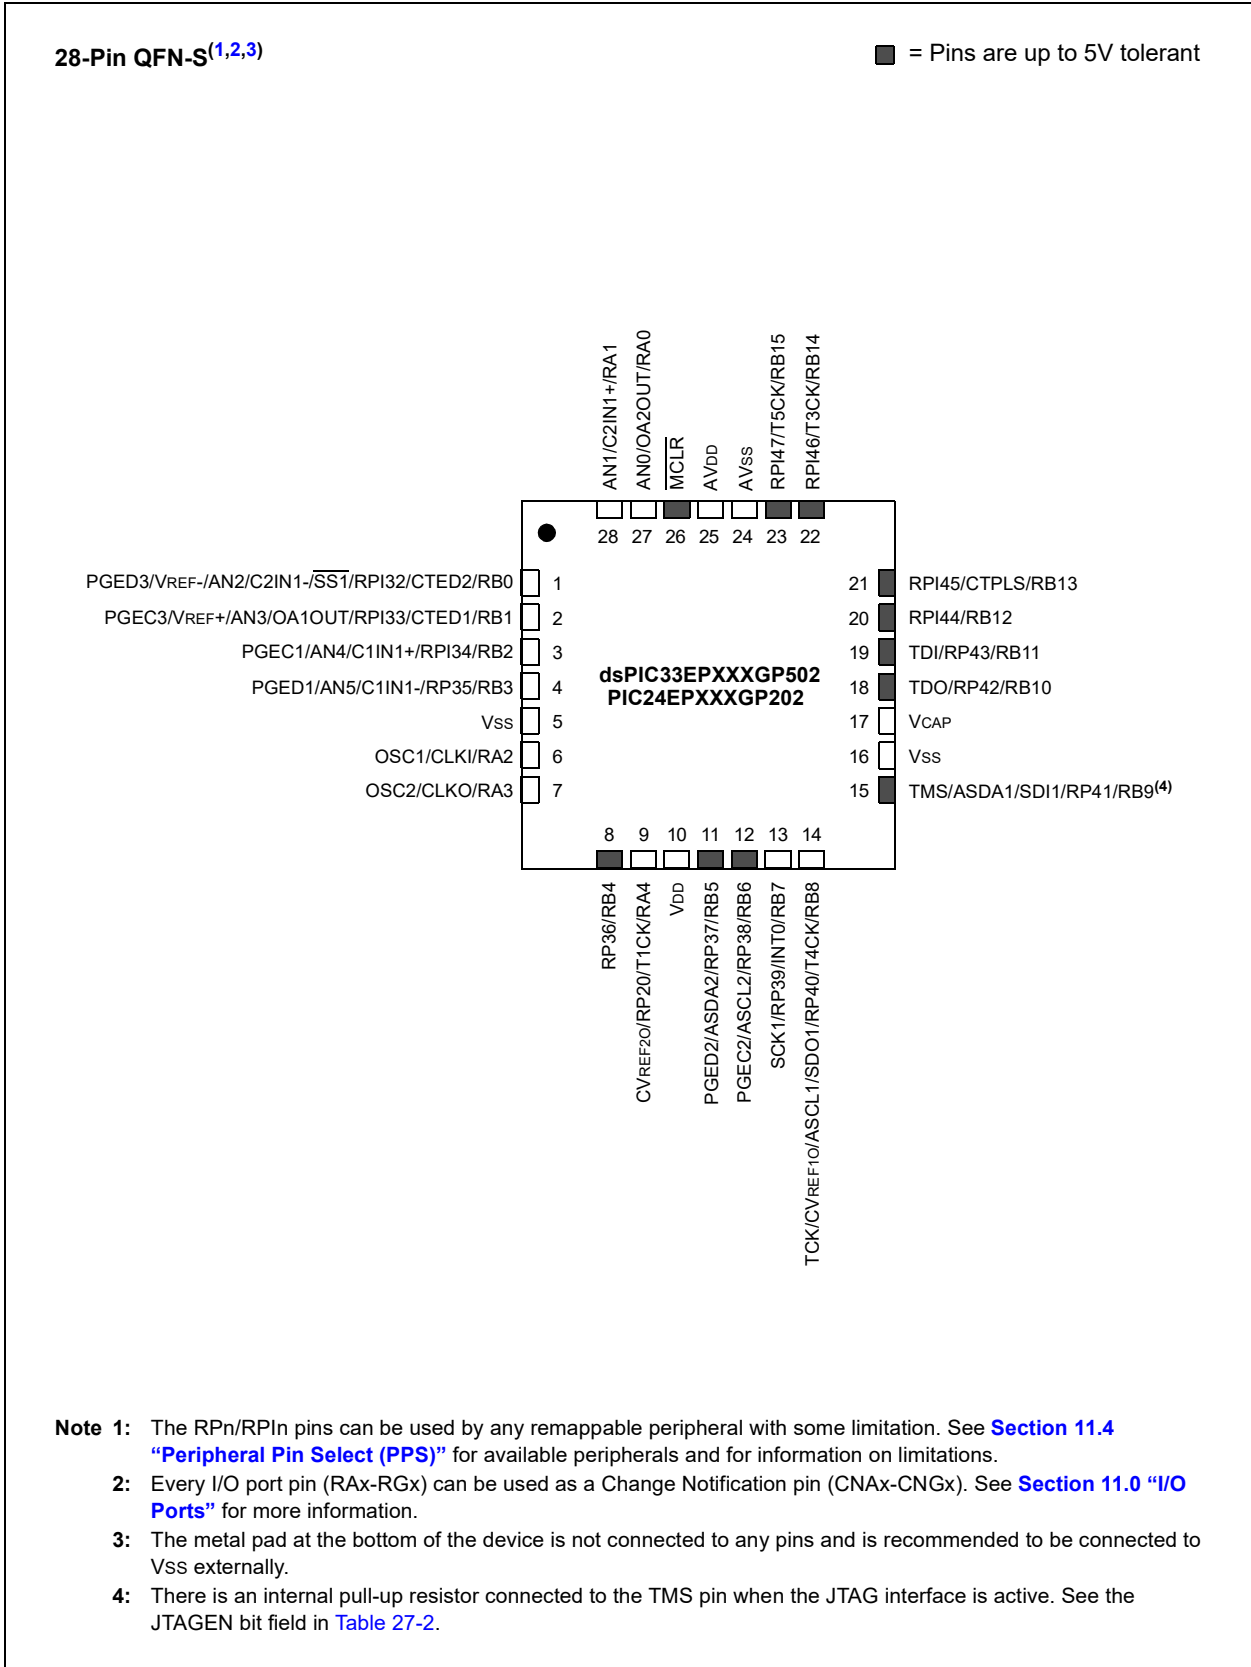 28-Pin QFN-S(1,2,3)
= Pins are up to 5V tolerant
AN1/C2IN1+/RA1
AN0/OA2OUT/RA0
MCLR
AVDD
AVSS
RPI47/T5CK/RB15
RPI46/T3CK/RB14
28 27 26 25 24 23 22
PGED3/VREF-/AN2/C2IN1-/SS1/RPI32/CTED2/RB0 1
21 RPI45/CTPLS/RB13
PGEC3/VREF+/AN3/OA1OUT/RPI33/CTED1/RB1 2
20 RPI44/RB12
PGEC1/AN4/C1IN1+/RPI34/RB2 3
19 TDI/RP43/RB11
PGED1/AN5/C1IN1-/RP35/RB3 4
18 TDO/RP42/RB10
VSS 5
17 VCAP
OSC1/CLKI/RA2 6
16 VSS
OSC2/CLKO/RA3 7
15 TMS/ASDA1/SDI1/RP41/RB9(4)
dsPIC33EPXXXGP502
PIC24EPXXXGP202
8 9 10 11 12 13 14
RP36/RB4
CVREF2O/RP20/T1CK/RA4
VDD
PGED2/ASDA2/RP37/RB5
PGEC2/ASCL2/RP38/RB6
SCK1/RP39/INT0/RB7
TCK/CVREF1O/ASCL1/SDO1/RP40/T4CK/RB8
Note 1: The RPn/RPIn pins can be used by any remappable peripheral with some limitation. See Section 11.4
“Peripheral Pin Select (PPS)” for available peripherals and for information on limitations.
2: Every I/O port pin (RAx-RGx) can be used as a Change Notification pin (CNAx-CNGx). See Section 11.0 “I/O
Ports” for more information.
3: The metal pad at the bottom of the device is not connected to any pins and is recommended to be connected to
VSS externally.
4: There is an internal pull-up resistor connected to the TMS pin when the JTAG interface is active. See the
JTAGEN bit field in Table 27-2.